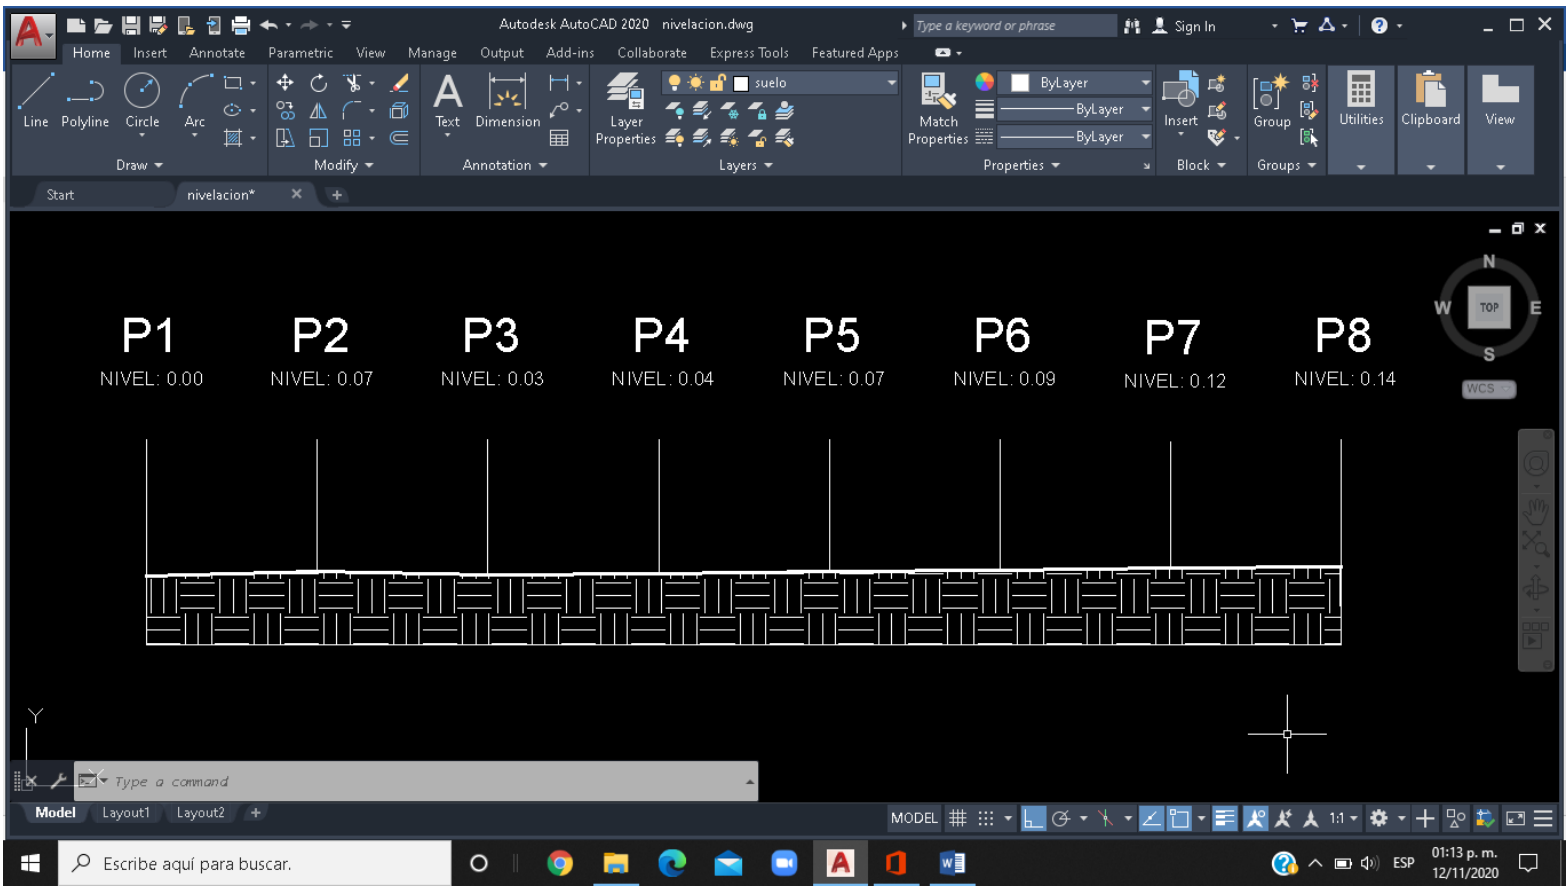 Autodesk AutoCAD 2020 nivelacion.dwg
Type a keyword or phrase
Sign In
Home Insert Annotate Parametric View Manage Output Add-ins Collaborate Express Tools Featured Apps
Line Polyline Circle Arc
Draw
Modify
Text Dimension
Annotation
Layer Properties
suelo
Layers
Match Properties
ByLayer
ByLayer
ByLayer
Properties
Insert
Block
Group
Groups
Utilities
Clipboard
View
Start nivelacion*
N
W TOP E
S
WCS
P1 P2 P3 P4 P5 P6 P7 P8
NIVEL: 0.00 NIVEL: 0.07 NIVEL: 0.03 NIVEL: 0.04 NIVEL: 0.07 NIVEL: 0.09 NIVEL: 0.12 NIVEL: 0.14
Y
X
Type a command
Model Layout1 Layout2
MODEL
1:1
Escribe aquí para buscar.
ESP
01:13 p. m.
12/11/2020